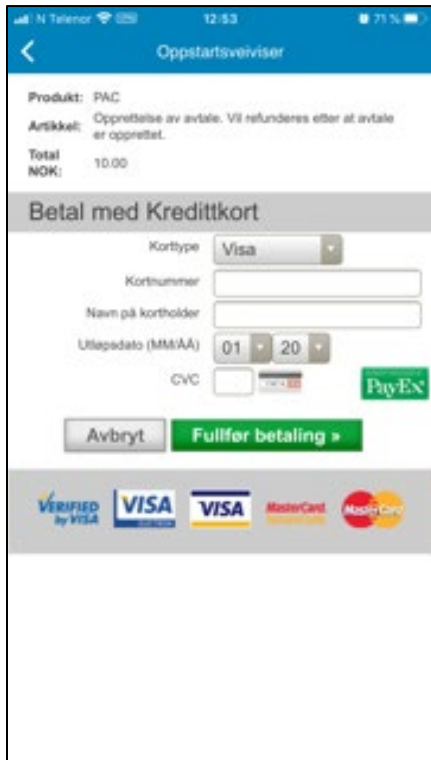 N Telenor 12:53 71 %
Oppstartsveiviser
Produkt: PAC
Artikkel: Opprettelse av avtale. Vil refunderes etter at avtale
er opprettet.
Total
NOK: 10.00
Betal med Kredittkort
Korttype Visa
Kortnummer
Navn på kortholder
Utløpsdato (MM/ÅÅ) 01 20
CVC
PayEx
Avbryt Fullfør betaling »
VERIFIED
by VISA
VISA VISA MasterCard MasterCard